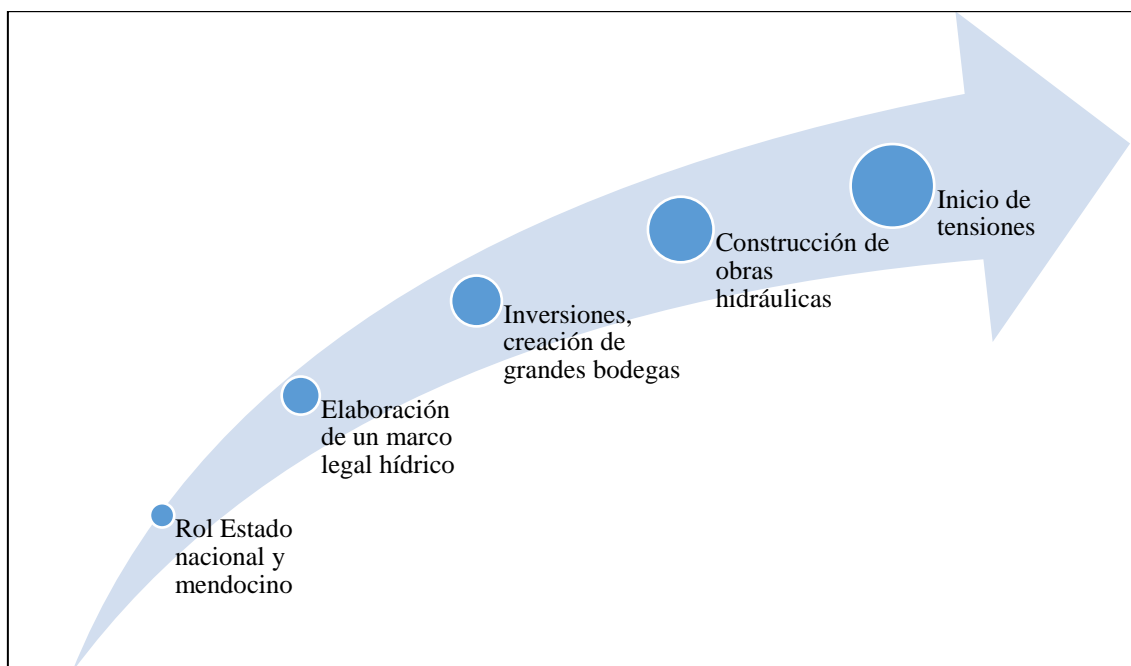 Rol Estado
nacional y
mendocino
Elaboración
de un marco
legal hídrico
Inversiones,
creación de
grandes bodegas
Construcción de
obras
hidráulicas
Inicio de
tensiones